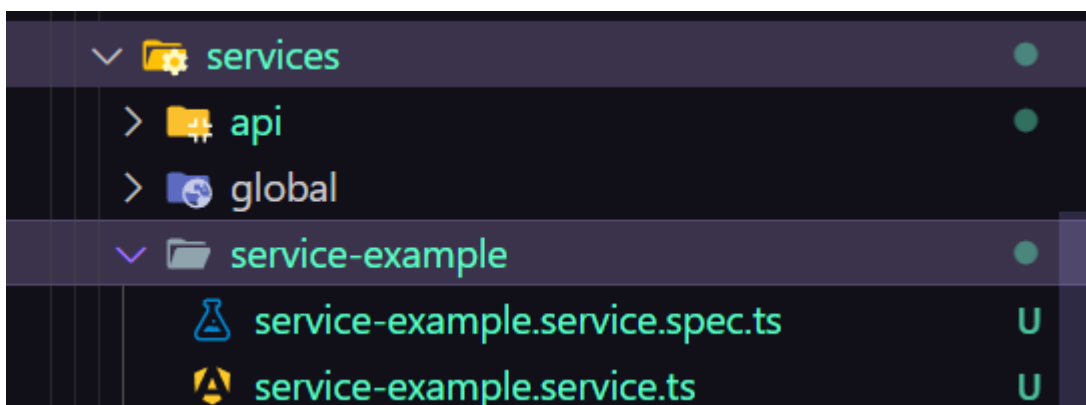 services
api
global
service-example
service-example.service.spec.ts U
service-example.service.ts U